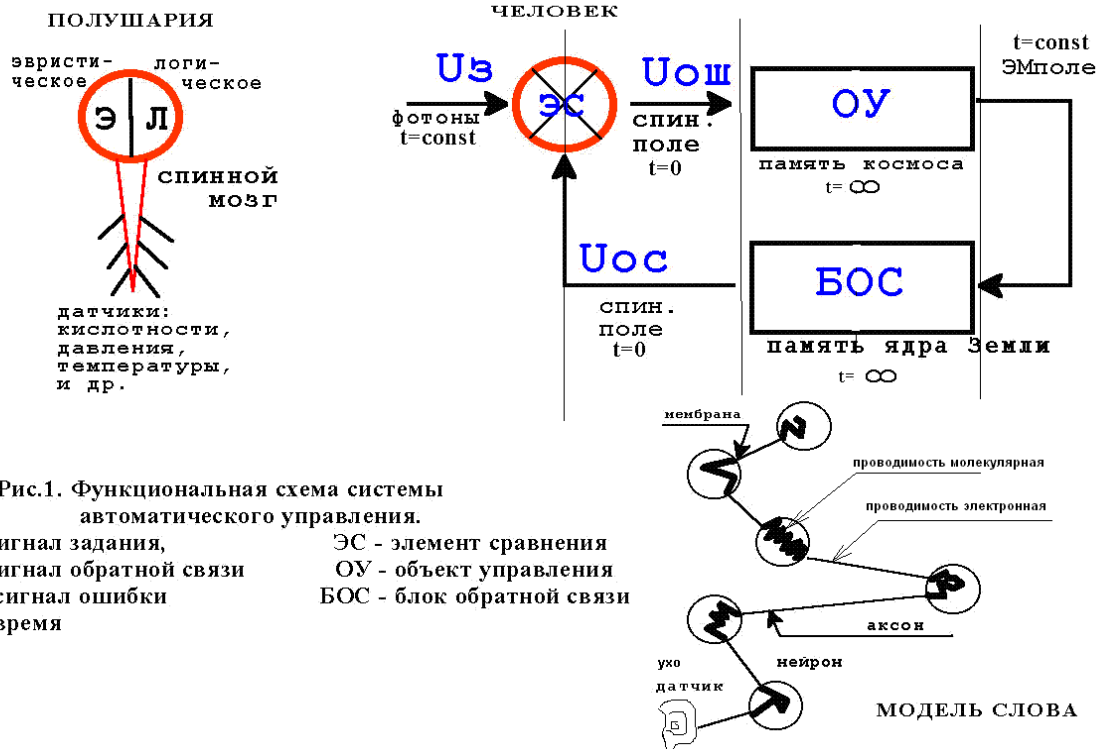 ПОЛУШАРИЯ
эвристи-
ческое
логи-
ческое
Э Л
СПИННОЙ
МОЗГ
датчики:
кислотности,
давления,
температуры,
и др.
ЧЕЛОВЕК
Uз
фотоны
t=const
ЭС
Uош
спин.
поле
t=0
ОУ
память космоса
t= ∞
t=const
ЭМполе
Uос
спин.
поле
t=0
БОС
память ядра Земли
t= ∞
Рис.1. Функциональная схема системы
автоматического управления.
игнал задания, ЭС - элемент сравнения
игнал обратной связи ОУ - объект управления
сигнал ошибки БОС - блок обратной связи
время
мембрана
проводимость молекулярная
проводимость электронная
аксон
ухо
нейрон
датчик
МОДЕЛЬ СЛОВА